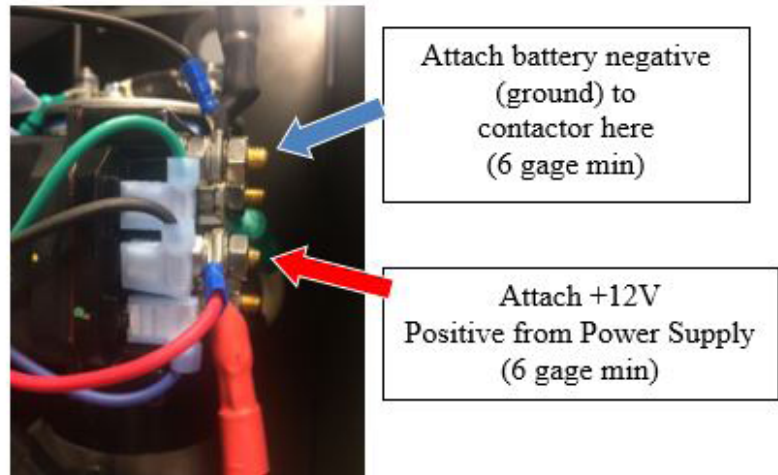 Attach battery negative
(ground) to
contactor here
(6 gage min)
Attach +12V
Positive from Power Supply
(6 gage min)